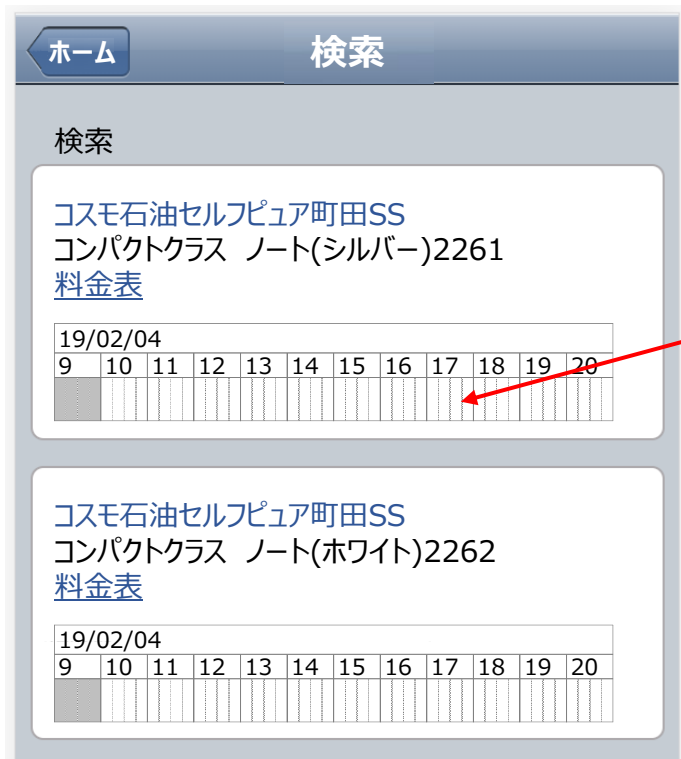 ホーム
検索
検索
コスモ石油セルフピュア町田SS
コンパクトクラス ノート(シルバー)2261
料金表
19/02/04
9 10 11 12 13 14 15 16 17 18 19 20
コスモ石油セルフピュア町田SS
コンパクトクラス ノート(ホワイト)2262
料金表
19/02/04
9 10 11 12 13 14 15 16 17 18 19 20